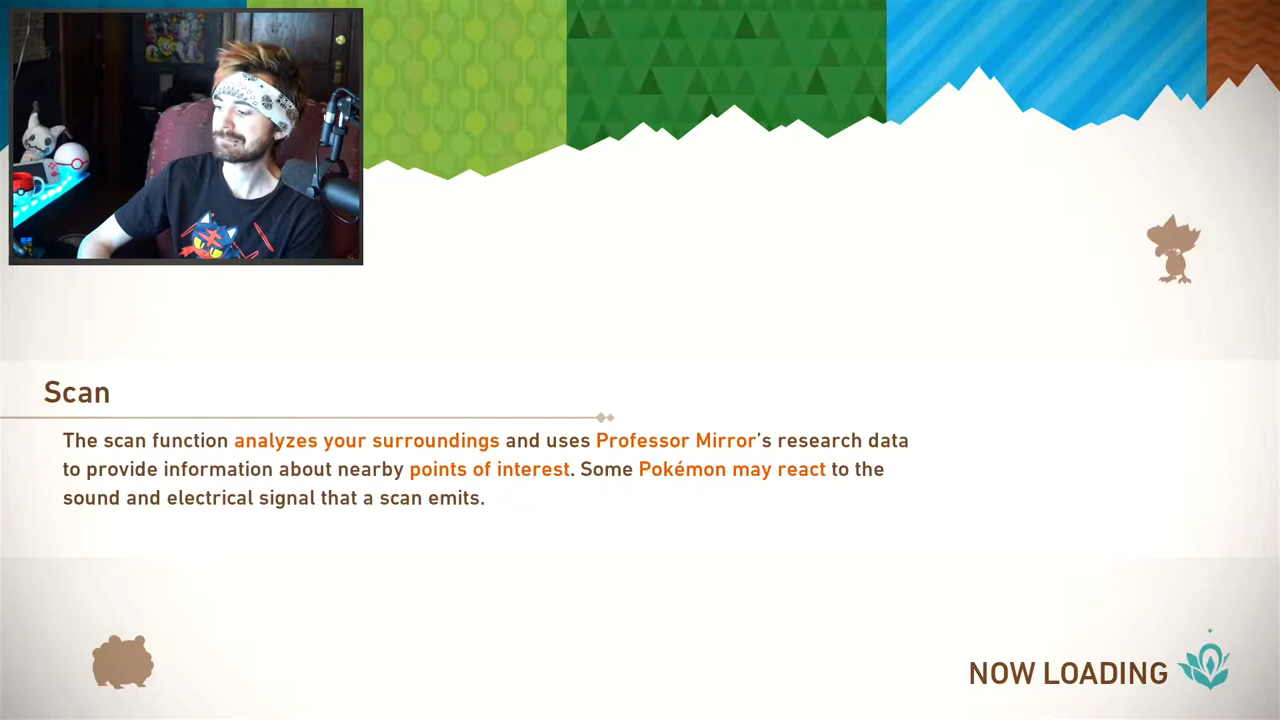 Scan
The scan function analyzes your surroundings and uses Professor Mirror's research data
to provide information about nearby points of interest. Some Pokémon may react to the
sound and electrical signal that a scan emits.
NOW LOADING